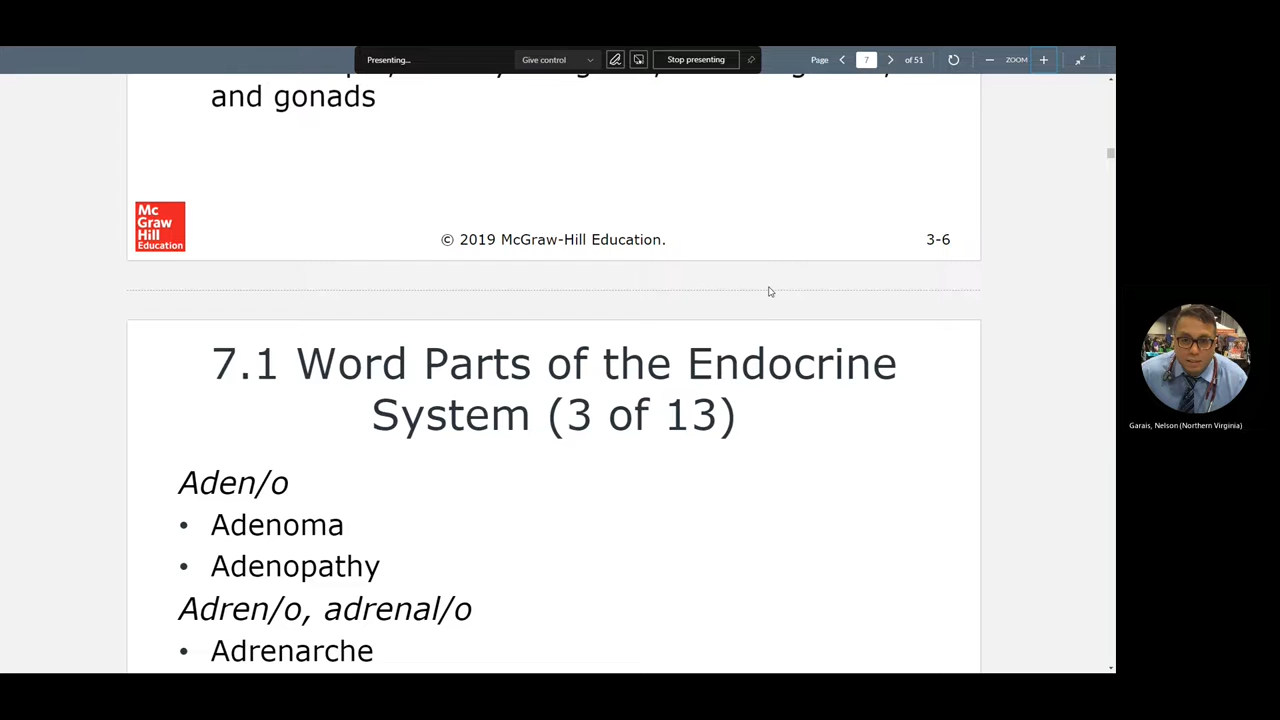 Presenting...
Give control
Stop presenting
Page
7
of 51
ZOOM
and gonads
Mc
Graw
Hill
Education
© 2019 McGraw-Hill Education.
3-6
7.1 Word Parts of the Endocrine
System (3 of 13)
Aden/o
• Adenoma
• Adenopathy
Adren/o, adrenal/o
• Adrenarche
Garais, Nelson (Northern Virginia)